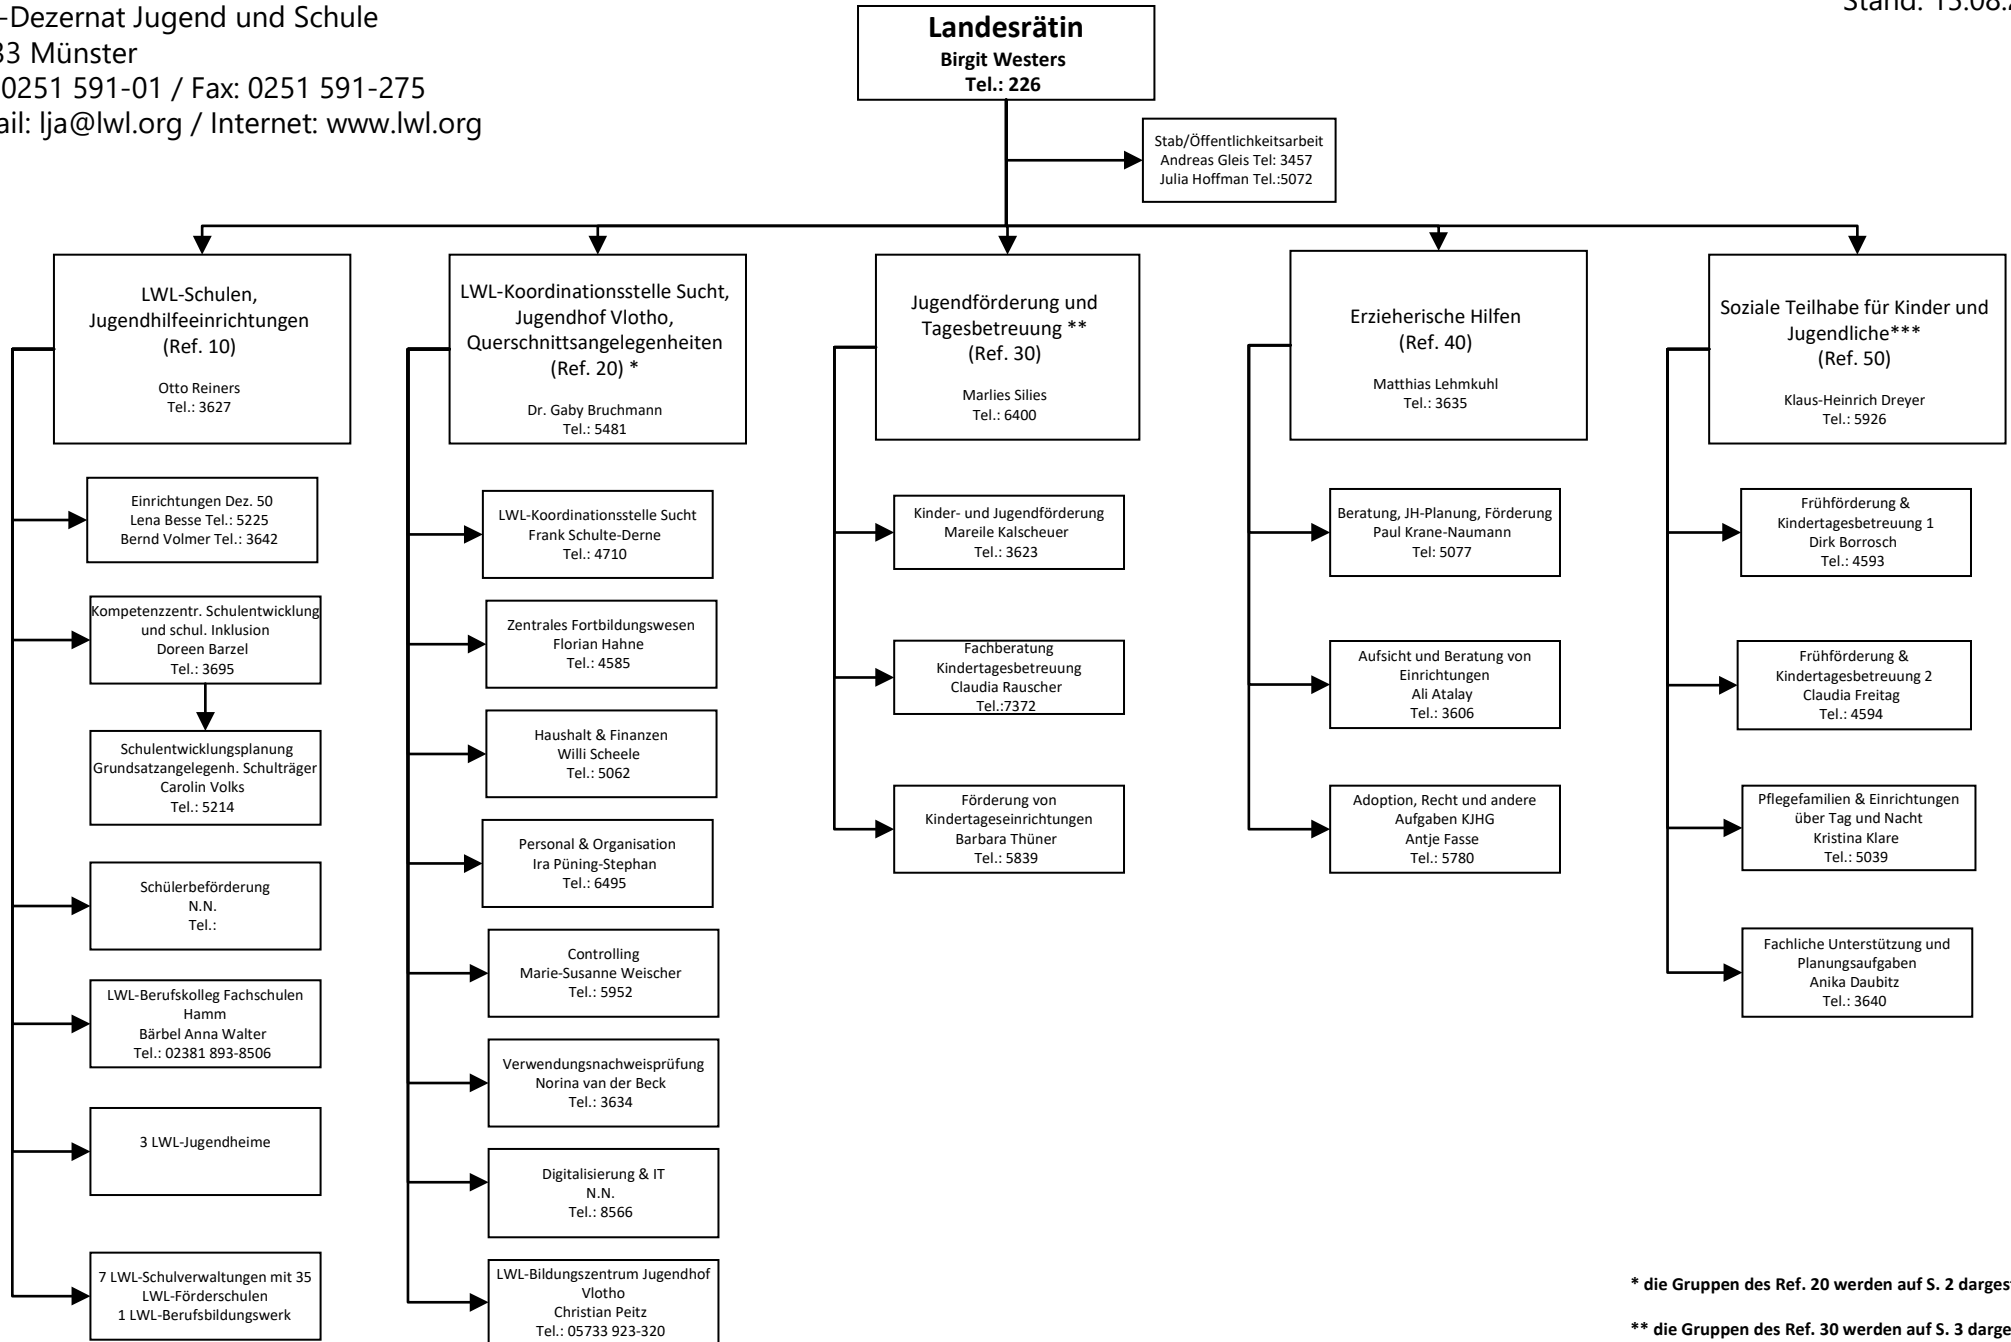 -Dezernat Jugend und Schule
33 Münster
0251 591-01 / Fax: 0251 591-275
ail: lja@lwl.org / Internet: www.lwl.org
Landesrätin
Birgit Westers
Tel.: 226
Stand: 15.08.2
Stab/Öffentlichkeitsarbeit
Andreas Gleis Tel: 3457
Julia Hoffman Tel.:5072
LWL-Schulen,
Jugendhilfeeinrichtungen
(Ref. 10)
Otto Reiners
Tel.: 3627
Einrichtungen Dez. 50
Lena Besse Tel.: 5225
Bernd Volmer Tel.: 3642
Kompetenzzentr. Schulentwicklung
und schul. Inklusion
Doreen Barzel
Tel.: 3695
Schulentwicklungsplanung
Grundsatzangelegenh. Schulträger
Carolin Volks
Tel.: 5214
Schülerbeförderung
N.N.
Tel.:
LWL-Berufskolleg Fachschulen
Hamm
Bärbel Anna Walter
Tel.: 02381 893-8506
3 LWL-Jugendheime
7 LWL-Schulverwaltungen mit 35
LWL-Förderschulen
1 LWL-Berufsbildungswerk
LWL-Koordinationsstelle Sucht,
Jugendhof Vlotho,
Querschnittsangelegenheiten
(Ref. 20) *
Dr. Gaby Bruchmann
Tel.: 5481
LWL-Koordinationsstelle Sucht
Frank Schulte-Derne
Tel.: 4710
Zentrales Fortbildungswesen
Florian Hahne
Tel.: 4585
Haushalt & Finanzen
Willi Scheele
Tel.: 5062
Personal & Organisation
Ira Püning-Stephan
Tel.: 6495
Controlling
Marie-Susanne Weischer
Tel.: 5952
Verwendungsnachweisprüfung
Norina van der Beck
Tel.: 3634
Digitalisierung & IT
N.N.
Tel.: 8566
LWL-Bildungszentrum Jugendhof
Vlotho
Christian Peitz
Tel.: 05733 923-320
Jugendförderung und
Tagesbetreuung **
(Ref. 30)
Marlies Silies
Tel.: 6400
Kinder- und Jugendförderung
Mareile Kalscheuer
Tel.: 3623
Fachberatung
Kindertagesbetreuung
Claudia Rauscher
Tel.:7372
Förderung von
Kindertageseinrichtungen
Barbara Thüner
Tel.: 5839
Erzieherische Hilfen
(Ref. 40)
Matthias Lehmkuhl
Tel.: 3635
Beratung, JH-Planung, Förderung
Paul Krane-Naumann
Tel: 5077
Aufsicht und Beratung von
Einrichtungen
Ali Atalay
Tel.: 3606
Adoption, Recht und andere
Aufgaben KJHG
Antje Fasse
Tel.: 5780
Soziale Teilhabe für Kinder und
Jugendliche***
(Ref. 50)
Klaus-Heinrich Dreyer
Tel.: 5926
Frühförderung &
Kindertagesbetreuung 1
Dirk Borrosch
Tel.: 4593
Frühförderung &
Kindertagesbetreuung 2
Claudia Freitag
Tel.: 4594
Pflegefamilien & Einrichtungen
über Tag und Nacht
Kristina Klare
Tel.: 5039
Fachliche Unterstützung und
Planungsaufgaben
Anika Daubitz
Tel.: 3640
* die Gruppen des Ref. 20 werden auf S. 2 darges
** die Gruppen des Ref. 30 werden auf S. 3 darge